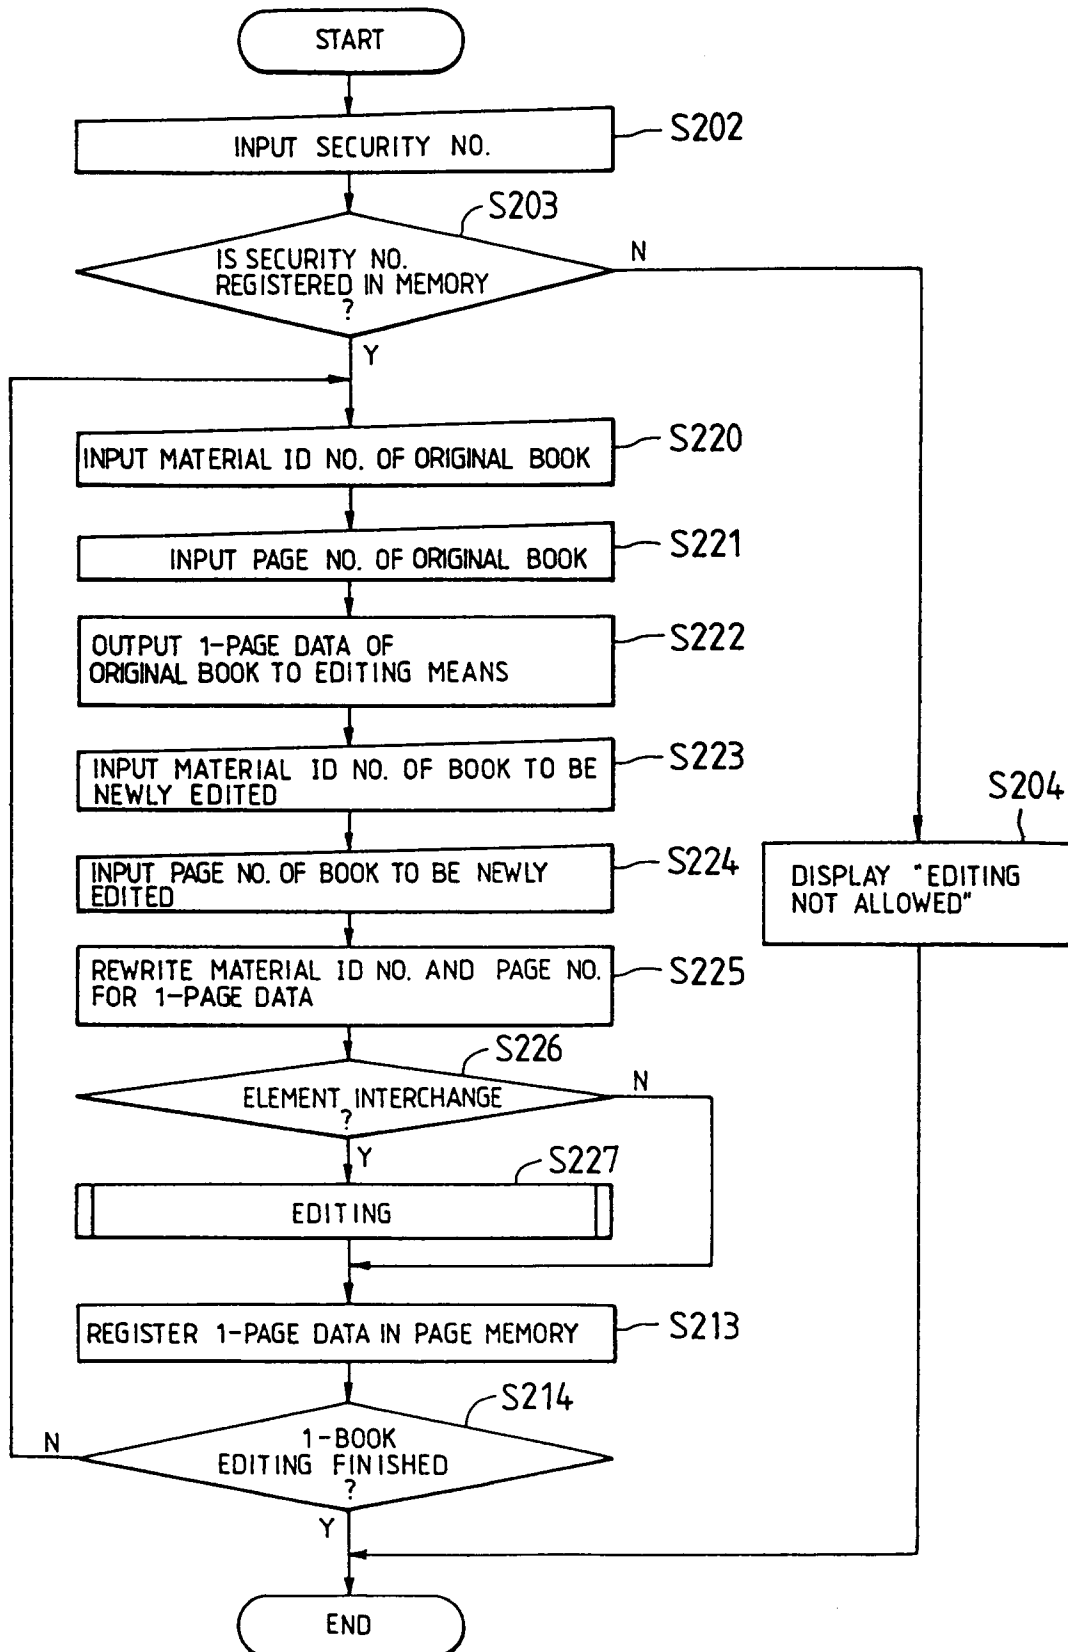 START
INPUT SECURITY NO.
S202
S203
IS SECURITY NO.
REGISTERED IN MEMORY
?
N
Y
INPUT MATERIAL ID NO. OF ORIGINAL BOOK
S220
INPUT PAGE NO. OF ORIGINAL BOOK
S221
OUTPUT 1-PAGE DATA OF
ORIGINAL BOOK TO EDITING MEANS
S222
INPUT MATERIAL ID NO. OF BOOK TO BE
NEWLY EDITED
S223
INPUT PAGE NO. OF BOOK TO BE NEWLY
EDITED
S224
S204
DISPLAY "EDITING
NOT ALLOWED"
REWRITE MATERIAL ID NO. AND PAGE NO.
FOR 1-PAGE DATA
S225
S226
ELEMENT INTERCHANGE
?
N
Y
S227
EDITING
REGISTER 1-PAGE DATA IN PAGE MEMORY
S213
S214
1-BOOK
EDITING FINISHED
?
N
Y
END